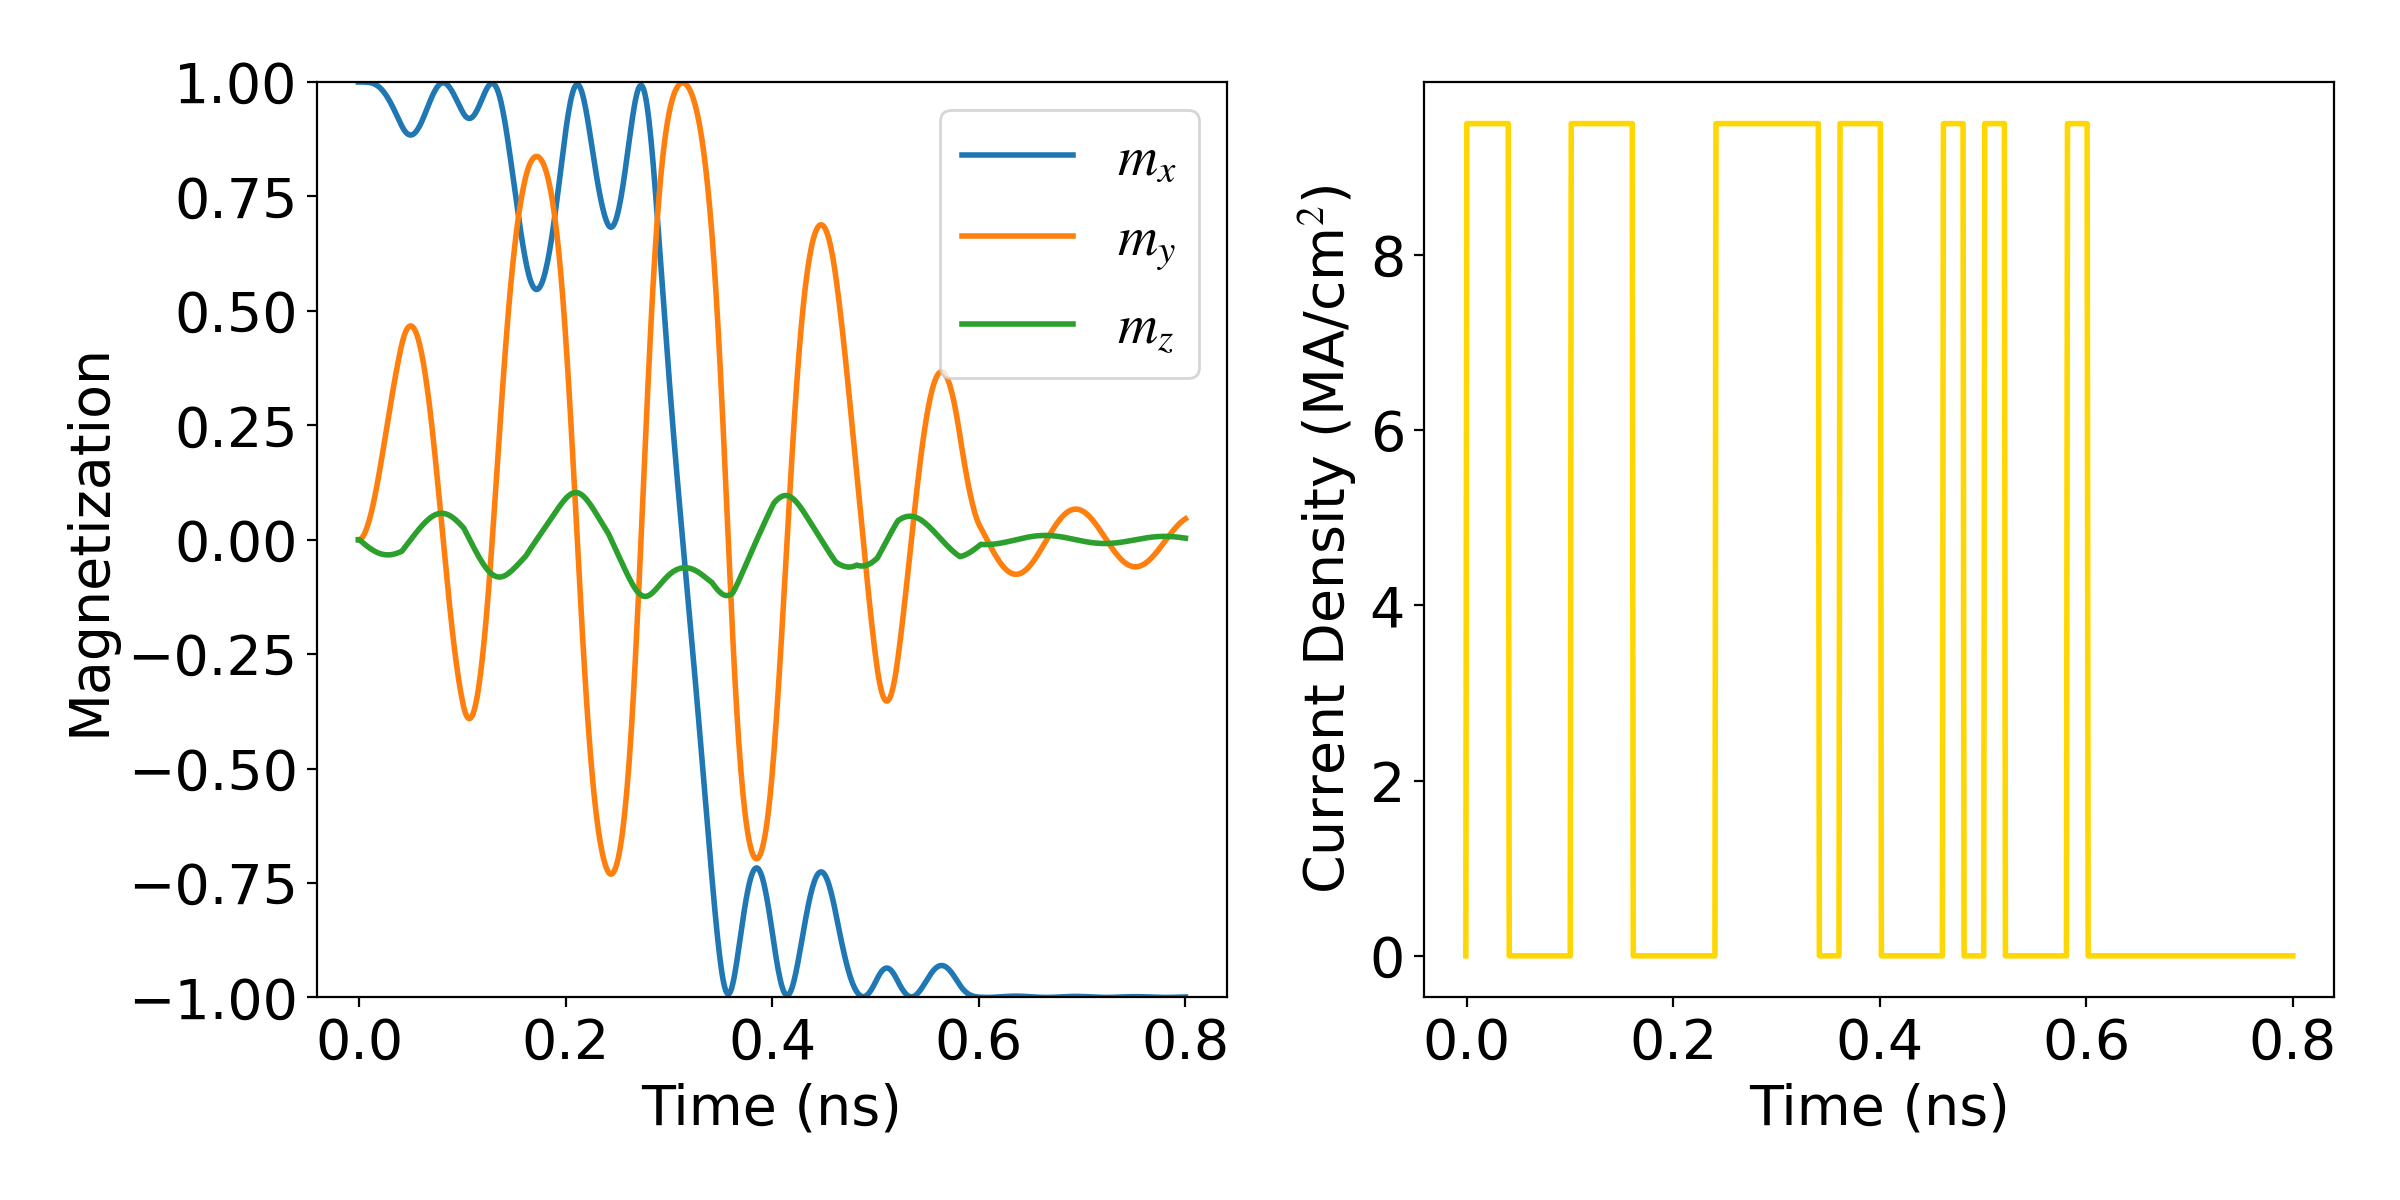 1.00
0.75
0.50
0.25
0.00
−0.25
−0.50
−0.75
−1.00
Magnetization
0.0 0.2 0.4 0.6 0.8
Time (ns)
mₓ
m_y
m_z
8
6
4
2
0
Current Density (MA/cm²)
0.0 0.2 0.4 0.6 0.8
Time (ns)